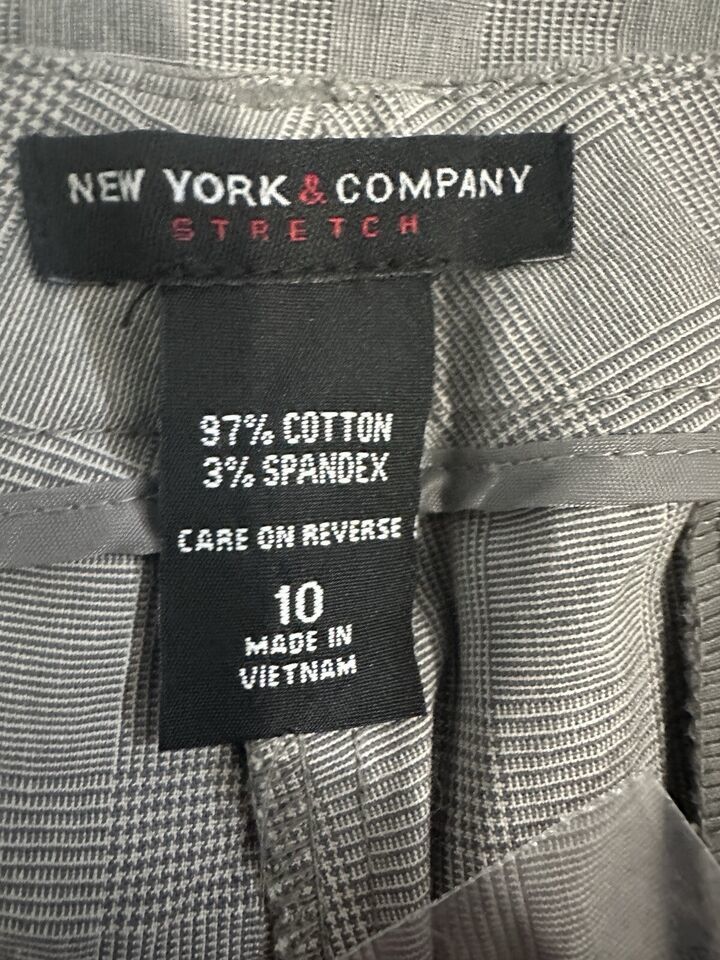 NEW YORK & COMPANY
STRETCH
97% COTTON
3% SPANDEX
CARE ON REVERSE
10
MADE IN
VIETNAM